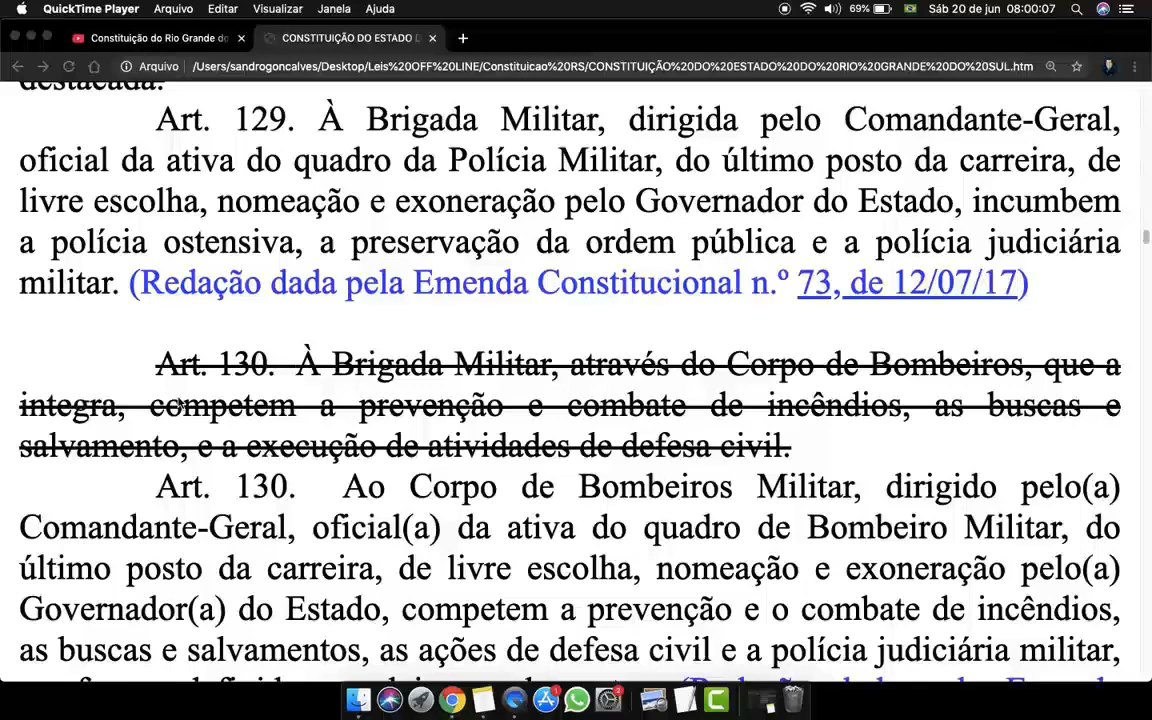 QuickTime Player Arquivo Editar Visualizar Janela Ajuda 69% Sáb 20 de jun 08:00:07
Constituição do Rio Grande do CONSTITUIÇÃO DO ESTADO D
Arquivo /Users/sandrogoncalves/Desktop/Leis%20OFF%20LINE/Constituicao%20RS/CONSTITUIÇÃO%20DO%20ESTADO%20DO%20RIO%20GRANDE%20DO%20SUL.htm
destacada.
Art. 129. À Brigada Militar, dirigida pelo Comandante-Geral,
oficial da ativa do quadro da Polícia Militar, do último posto da carreira, de
livre escolha, nomeação e exoneração pelo Governador do Estado, incumbem
a polícia ostensiva, a preservação da ordem pública e a polícia judiciária
militar. (Redação dada pela Emenda Constitucional n.º 73, de 12/07/17)
Art. 130. À Brigada Militar, através do Corpo de Bombeiros, que a
integra, competem a prevenção e combate de incêndios, as buscas e
salvamento, e a execução de atividades de defesa civil.
Art. 130. Ao Corpo de Bombeiros Militar, dirigido pelo(a)
Comandante-Geral, oficial(a) da ativa do quadro de Bombeiro Militar, do
último posto da carreira, de livre escolha, nomeação e exoneração pelo(a)
Governador(a) do Estado, competem a prevenção e o combate de incêndios,
as buscas e salvamentos, as ações de defesa civil e a polícia judiciária militar,